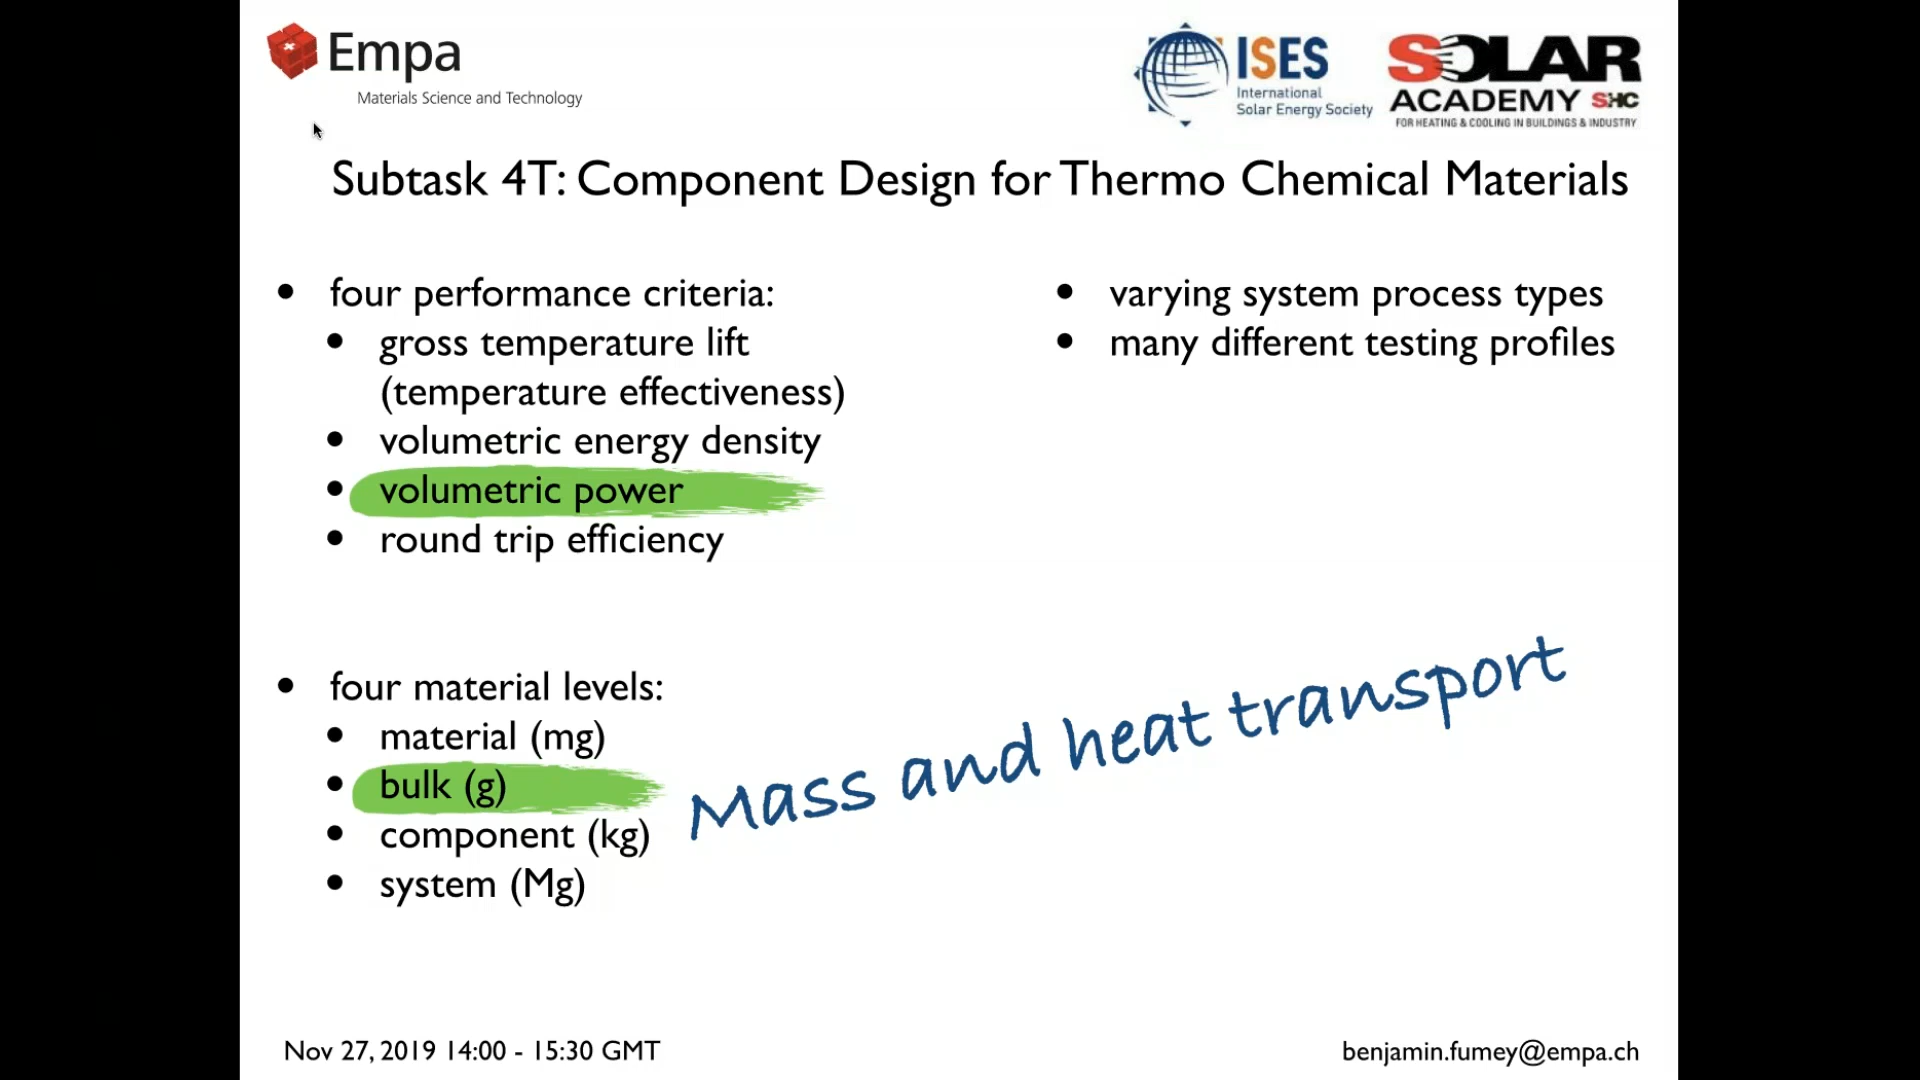 Empa
Materials Science and Technology
ISES
International
Solar Energy Society
SOLAR
ACADEMY SHC
FOR HEATING & COOLING IN BUILDINGS & INDUSTRY
Subtask 4T: Component Design for Thermo Chemical Materials
• four performance criteria:
• gross temperature lift
(temperature effectiveness)
• volumetric energy density
• volumetric power
• round trip efficiency
• varying system process types
• many different testing profiles
• four material levels:
• material (mg)
• bulk (g)
• component (kg)
• system (Mg)
Mass and heat transport
Nov 27, 2019 14:00 - 15:30 GMT
benjamin.fumey@empa.ch